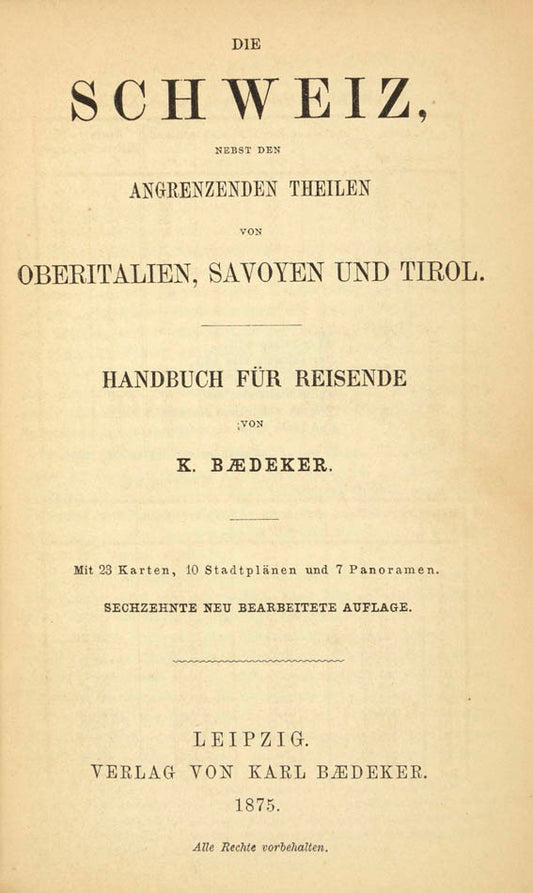 DIE
SCHWEIZ,
NEBST DEN
ANGRENZENDEN THEILEN
VON
OBERITALIEN, SAVOYEN UND TIROL.
HANDBUCH FÜR REISENDE
VON
K. BÆDEKER.
Mit 23 Karten, 10 Stadtplänen und 7 Panoramen.
SECHZEHNTE NEU BEARBEITETE AUFLAGE.
LEIPZIG.
VERLAG VON KARL BÆDEKER.
1875.
Alle Rechte vorbehalten.